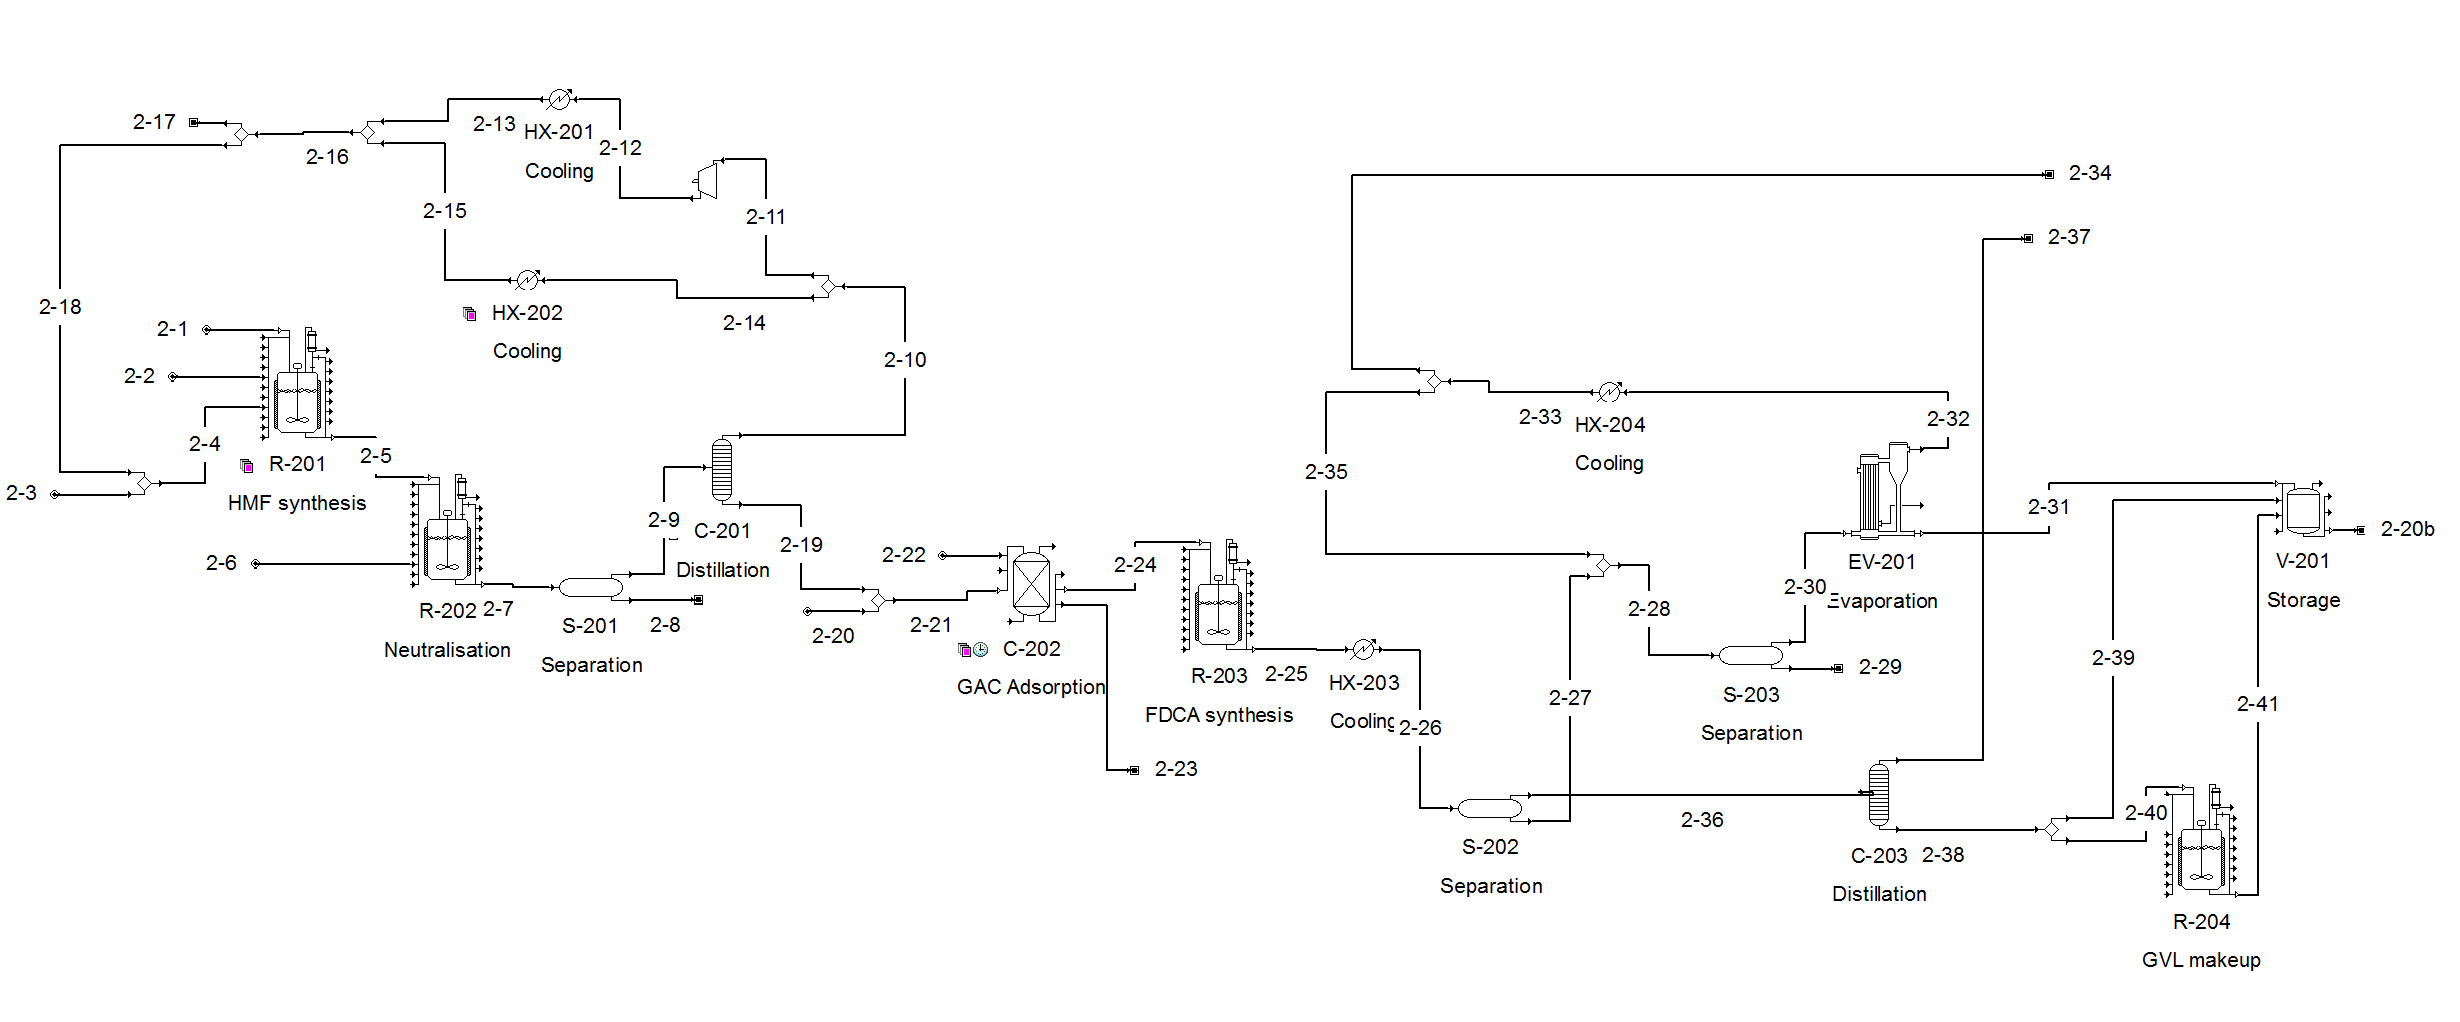 2-17
2-16
2-13
HX-201
Cooling
2-12
2-15
2-11
2-18
2-1
2-2
HX-202
Cooling
2-14
2-10
2-4
2-3
R-201
HMF synthesis
2-5
2-6
R-202
Neutralisation
2-7
S-201
Separation
2-8
2-9
C-201
Distillation
2-19
2-20
2-21
2-22
C-202
GAC Adsorption
2-23
2-24
R-203
FDCA synthesis
2-25
HX-203
Cooling
2-26
S-202
Separation
2-27
2-36
2-34
2-37
2-33
HX-204
Cooling
2-32
2-35
2-28
S-203
Separation
2-29
2-30
EV-201
Evaporation
2-31
C-203
Distillation
2-38
2-39
2-40
R-204
GVL makeup
2-41
V-201
Storage
2-20b